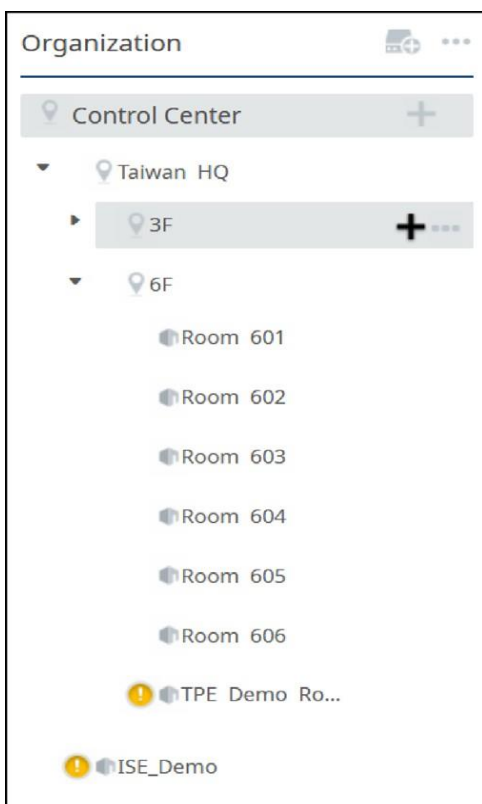 Organization
Control Center
Taiwan HQ
3F
6F
Room 601
Room 602
Room 603
Room 604
Room 605
Room 606
TPE Demo Ro...
ISE_Demo